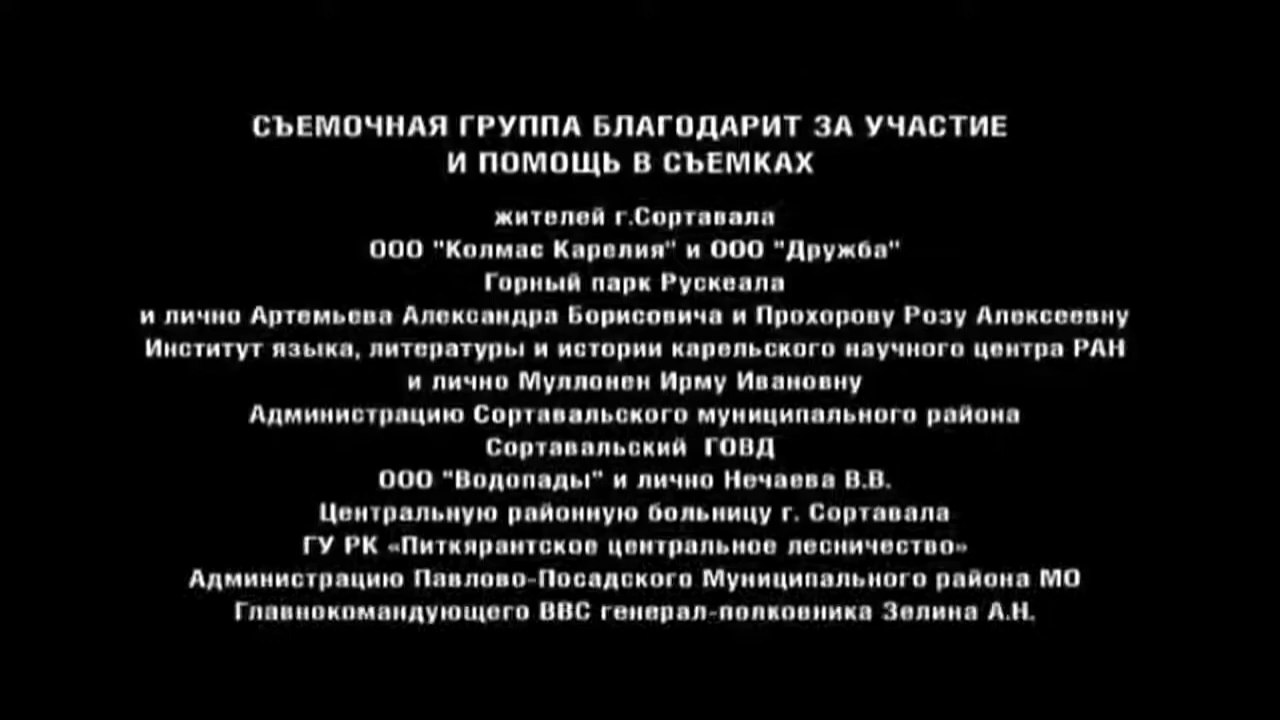 СЪЕМОЧНАЯ ГРУППА БЛАГОДАРИТ ЗА УЧАСТИЕ
И ПОМОЩЬ В СЪЕМКАХ
жителей г.Сортавала
ООО "Колмас Карелия" и ООО "Дружба"
Горный парк Рускеала
и лично Артемьева Александра Борисовича и Прохорову Розу Алексеевну
Институт языка, литературы и истории карельского научного центра РАН
и лично Муллонен Ирму Ивановну
Администрацию Сортавальского муниципального района
Сортавальский ГОВД
ООО "Водопады" и лично Нечаева В.В.
Центральную районную больницу г. Сортавала
ГУ РК «Питкярантское центральное лесничество»
Администрацию Павлово-Посадского Муниципального района МО
Главнокомандующего ВВС генерал-полковника Зелина А.Н.